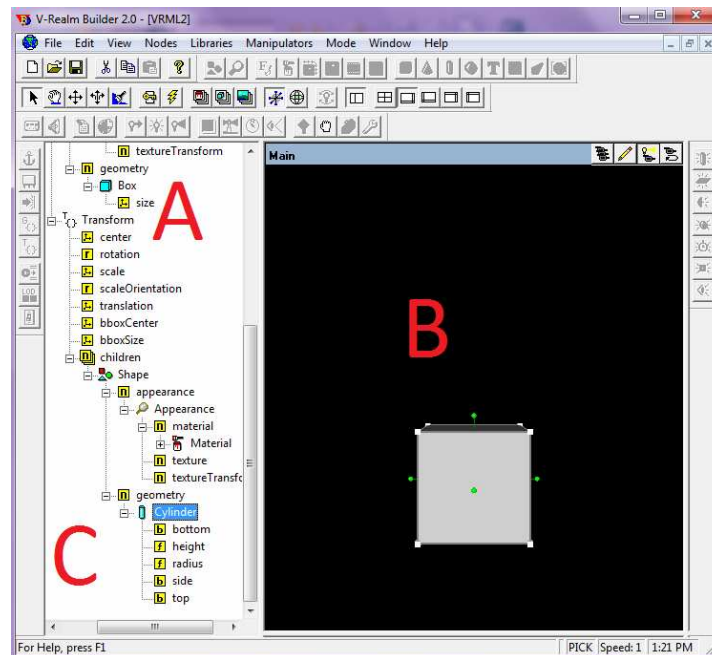 V-Realm Builder 2.0 - [VRML2]
File Edit View Nodes Libraries Manipulators Mode Window Help
Main
textureTransform
geometry
Box
size
A
Transform
center
rotation
scale
scaleOrientation
translation
bboxCenter
bboxSize
children
Shape
appearance
Appearance
material
Material
texture
textureTransfc
geometry
Cylinder
bottom
height
radius
side
top
B
C
For Help, press F1
PICK Speed: 1 1:21 PM